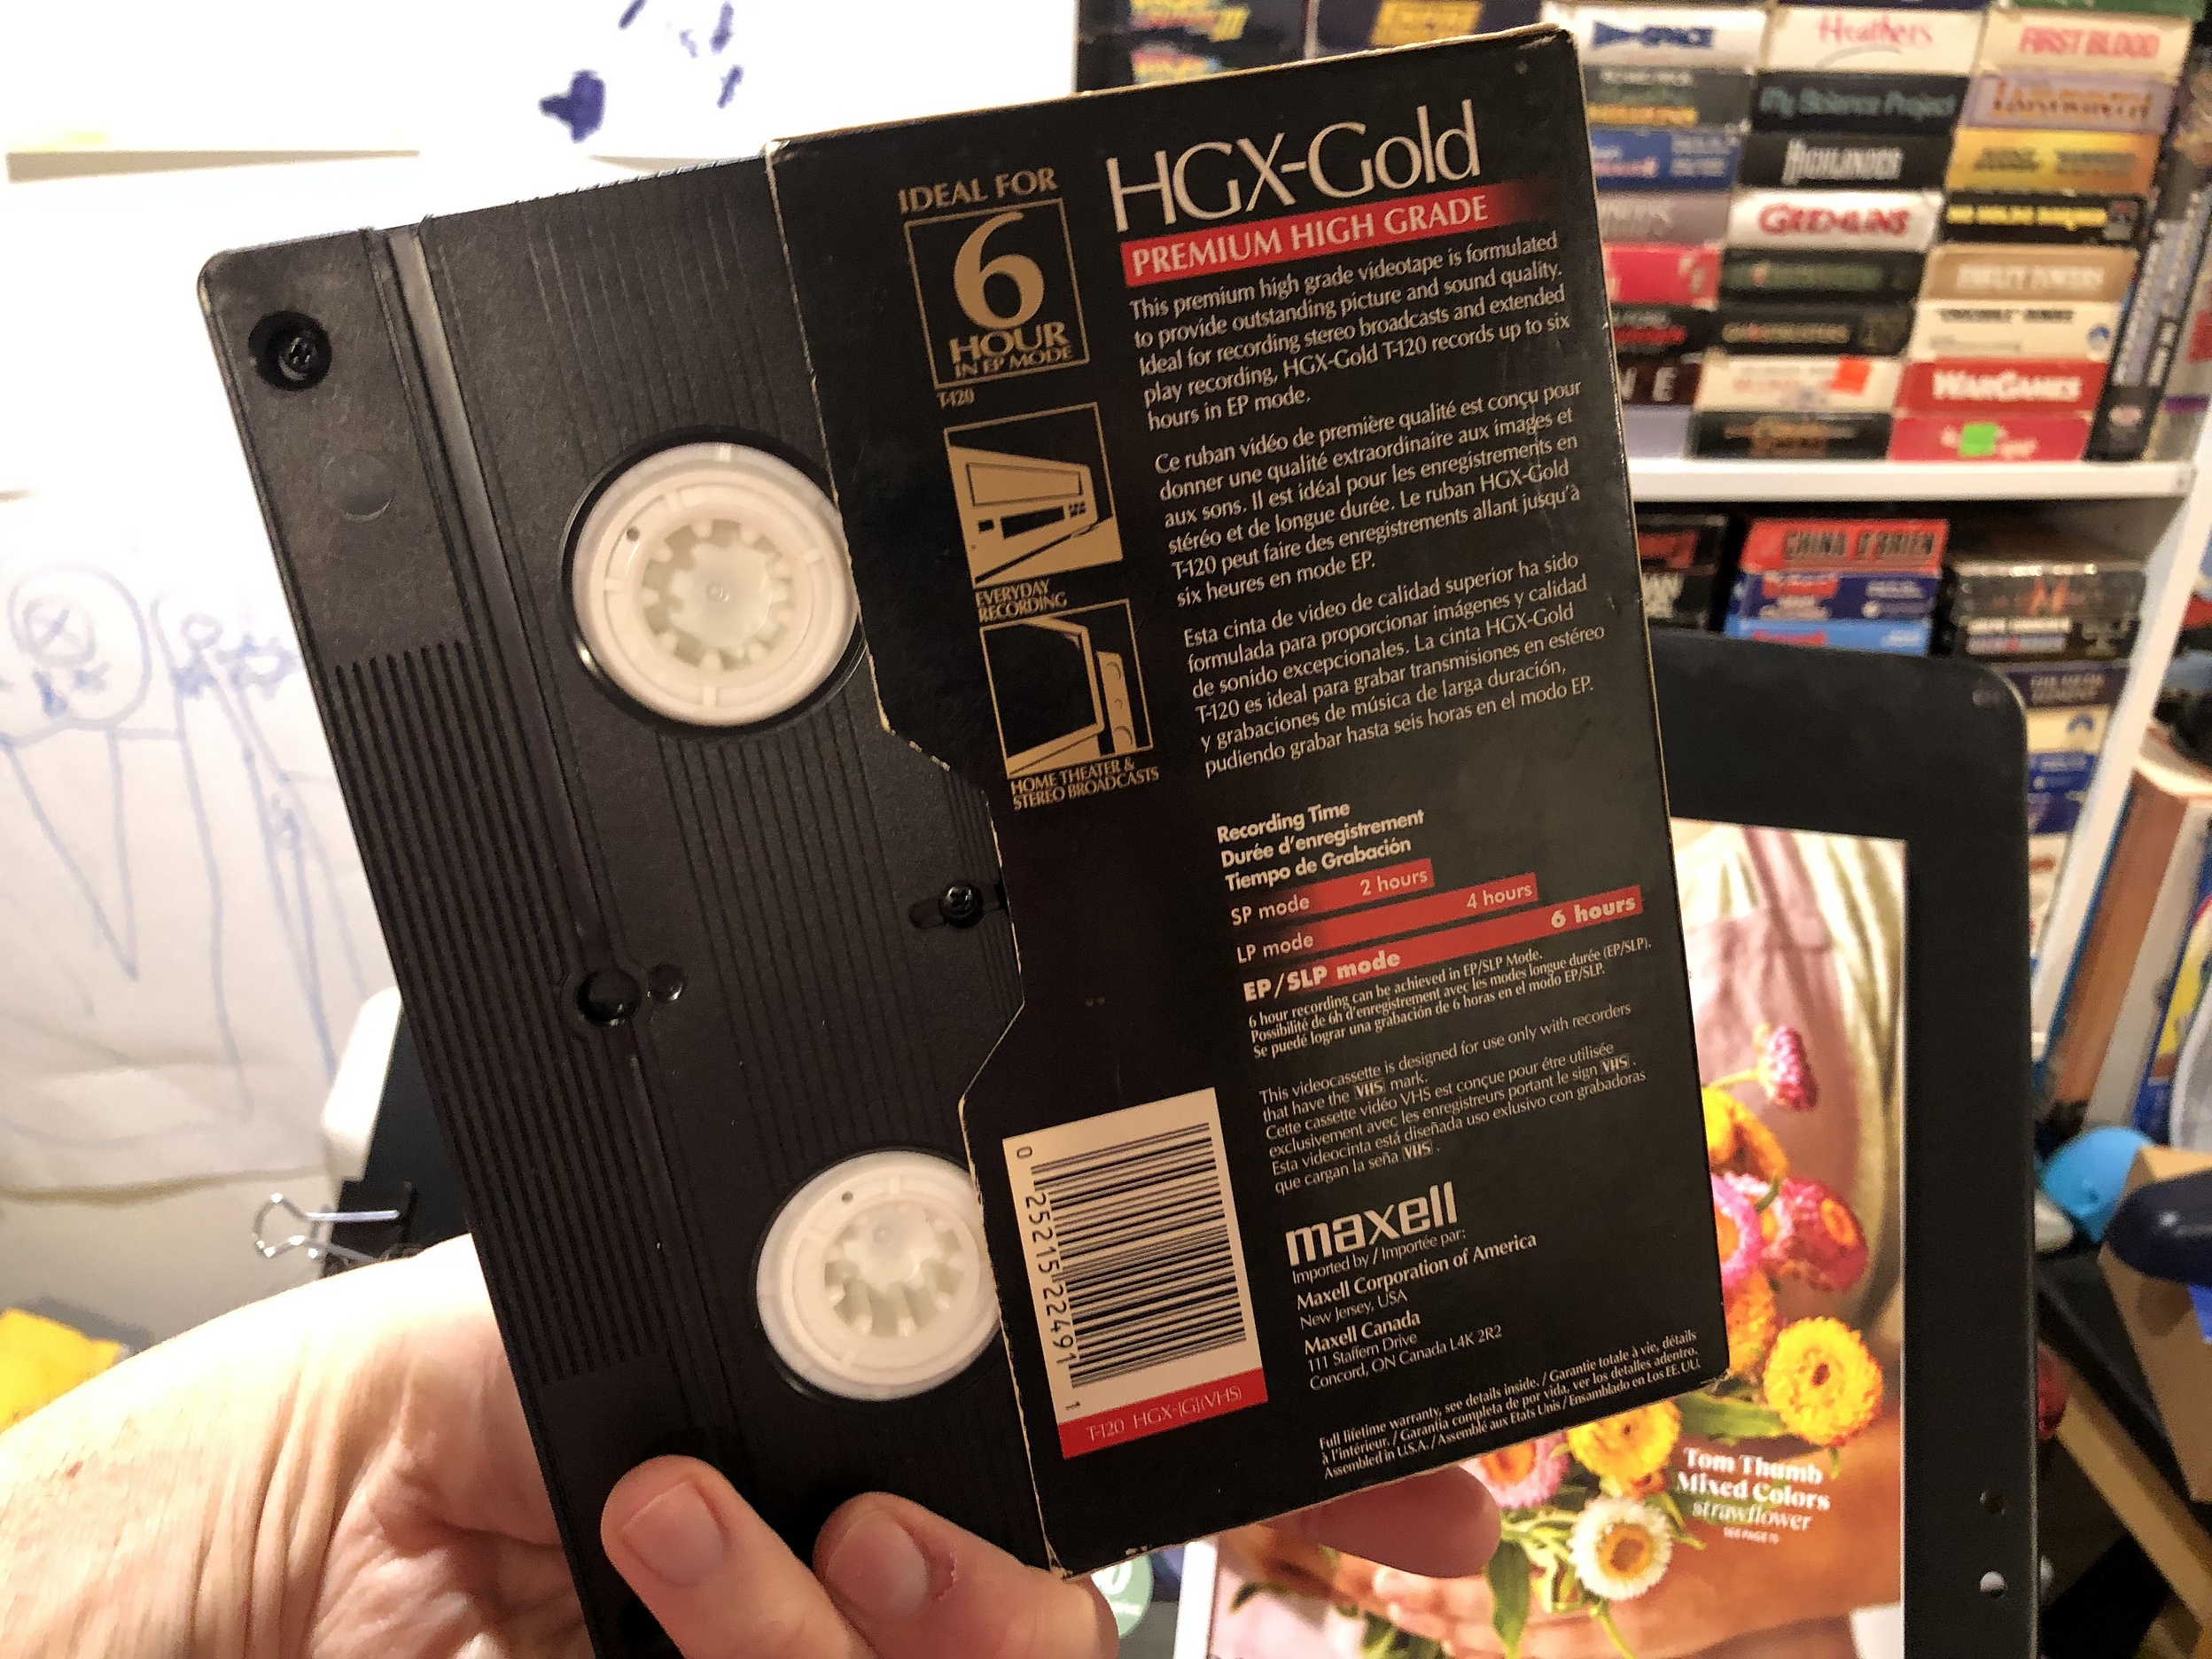 IDEAL FOR
6
HOUR
IN EP MODE
T-120
EVERYDAY
RECORDING
HOME THEATER &
STEREO BROADCASTS
HGX-Gold
PREMIUM HIGH GRADE
This premium high grade videotape is formulated
to provide outstanding picture and sound quality.
Ideal for recording stereo broadcasts and extended
play recording, HGX-Gold T-120 records up to six
hours in EP mode.
Ce ruban vidéo de première qualité est conçu pour
donner une qualité extraordinaire aux images et
aux sons. Il est idéal pour les enregistrements en
stéréo et de longue durée. Le ruban HGX-Gold
T-120 peut faire des enregistrements allant jusqu'à
six heures en mode EP.
Esta cinta de video de calidad superior ha sido
formulada para proporcionar imágenes y calidad
de sonido excepcionales. La cinta HGX-Gold
T-120 es ideal para grabar transmisiones en estéreo
y grabaciones de música de larga duración,
pudiendo grabar hasta seis horas en el modo EP.
Recording Time
Durée d'enregistrement
Tiempo de Grabación
SP mode 2 hours
LP mode 4 hours
EP/SLP mode 6 hours
6 hour recording can be achieved in EP/SLP Mode.
Possibilité de 6h d'enregistrement avec les modes longue durée (EP/SLP).
Se puedé lograr una grabación de 6 horas en el modo EP/SLP.
This videocassette is designed for use only with recorders
that have the VHS mark.
Cette cassette vidéo VHS est conçue pour étre utilisée
exclusivement avec les enregistreurs portant le sign VHS.
Esta videocinta está diseñada uso exlusivo con grabadoras
que cargan la seña VHS.
maxell
Imported by / Importée par:
Maxell Corporation of America
New Jersey, USA
Maxell Canada
111 Staffern Drive
Concord, ON Canada L4K 2R2
Full lifetime warranty, see details inside. / Garantie totale à vie, détails
à l'intérieur. / Garantía completa de por vida, ver los detalles adentro.
Assembled in U.S.A. / Assemblé aux Etats Unis / Ensamblado en Los EE. UU.
0 25215 22491 1
T-120 HGX-[G](VHS)
Heathers
FIRST BLOOD
SPACE
My Science Project
HIGHLANDER
GREMLINS
WARGAMES
CHINA O'BRIEN
Tom Thumb
Mixed Colors
strawflower